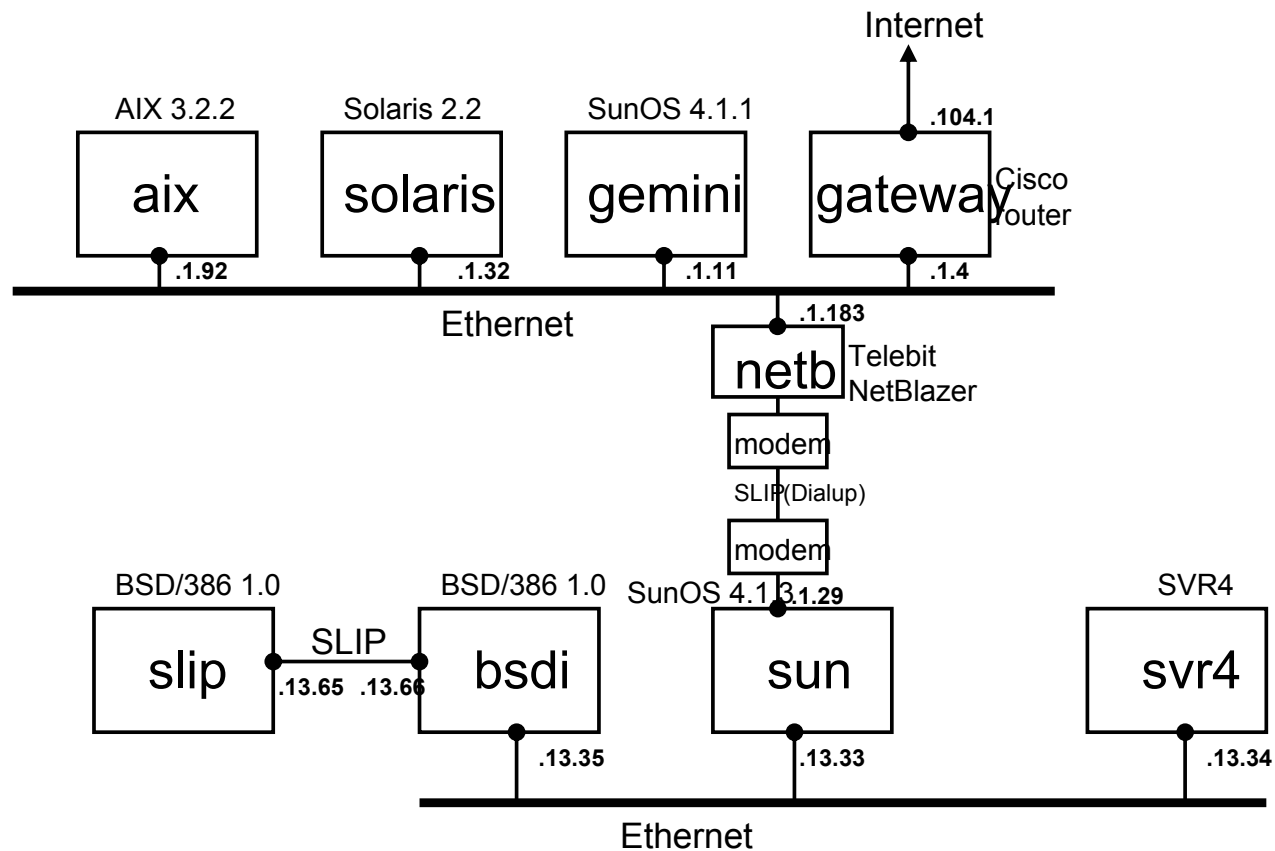 Internet
AIX 3.2.2
Solaris 2.2
SunOS 4.1.1
.104.1
aix
solaris
gemini
gateway
Cisco
router
.1.92
.1.32
.1.11
.1.4
Ethernet
.1.183
netb
Telebit
NetBlazer
modem
SLIP(Dialup)
modem
BSD/386 1.0
BSD/386 1.0
SunOS 4.1.3
.1.29
SVR4
slip
SLIP
.13.65
.13.66
bsdi
sun
svr4
.13.35
.13.33
.13.34
Ethernet